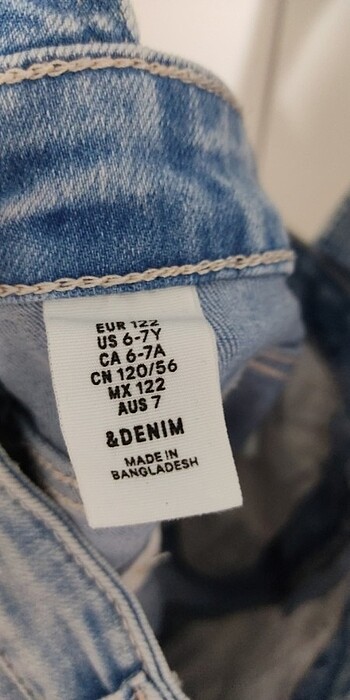 EUR 122
US 6-7Y
CA 6-7A
CN 120/56
MX 122
AUS 7
&DENIM
MADE IN
BANGLADESH